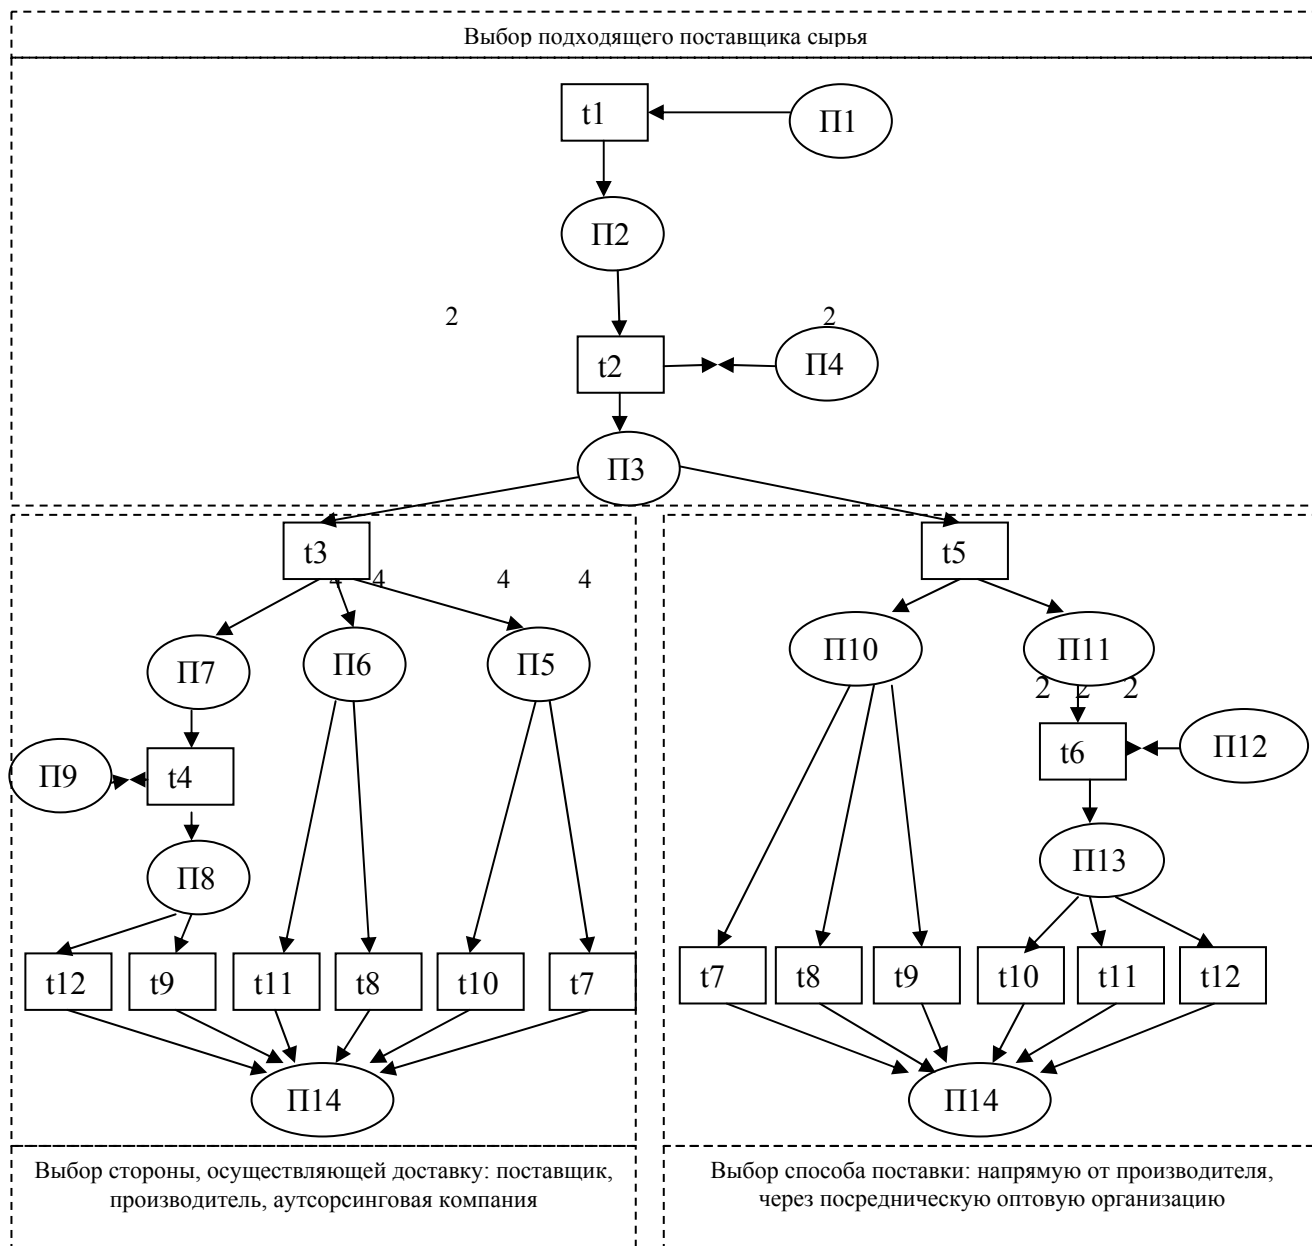 Выбор подходящего поставщика сырья
t1
П1
П2
2
2
t2
П4
П3
t3
t5
4
4
4
4
П7
П6
П5
П10
П11
2
2
2
П9
t4
t6
П12
П8
П13
t12
t9
t11
t8
t10
t7
t7
t8
t9
t10
t11
t12
П14
П14
Выбор стороны, осуществляющей доставку: поставщик,
производитель, аутсорсинговая компания
Выбор способа поставки: напрямую от производителя,
через посредническую оптовую организацию